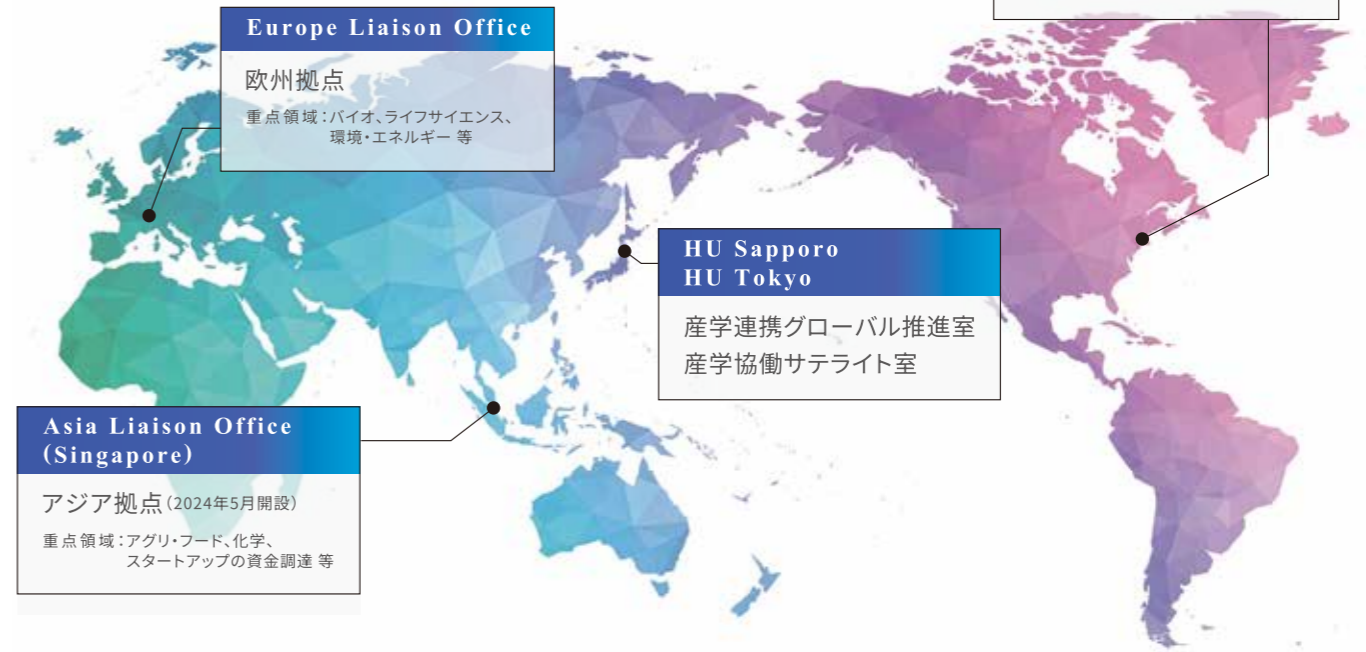 Europe Liaison Office
欧州拠点
重点領域：バイオ、ライフサイエンス、
環境・エネルギー 等
HU Sapporo
HU Tokyo
産学連携グローバル推進室
産学協働サテライト室
Asia Liaison Office
(Singapore)
アジア拠点（2024年5月開設）
重点領域：アグリ・フード、化学、
スタートアップの資金調達 等